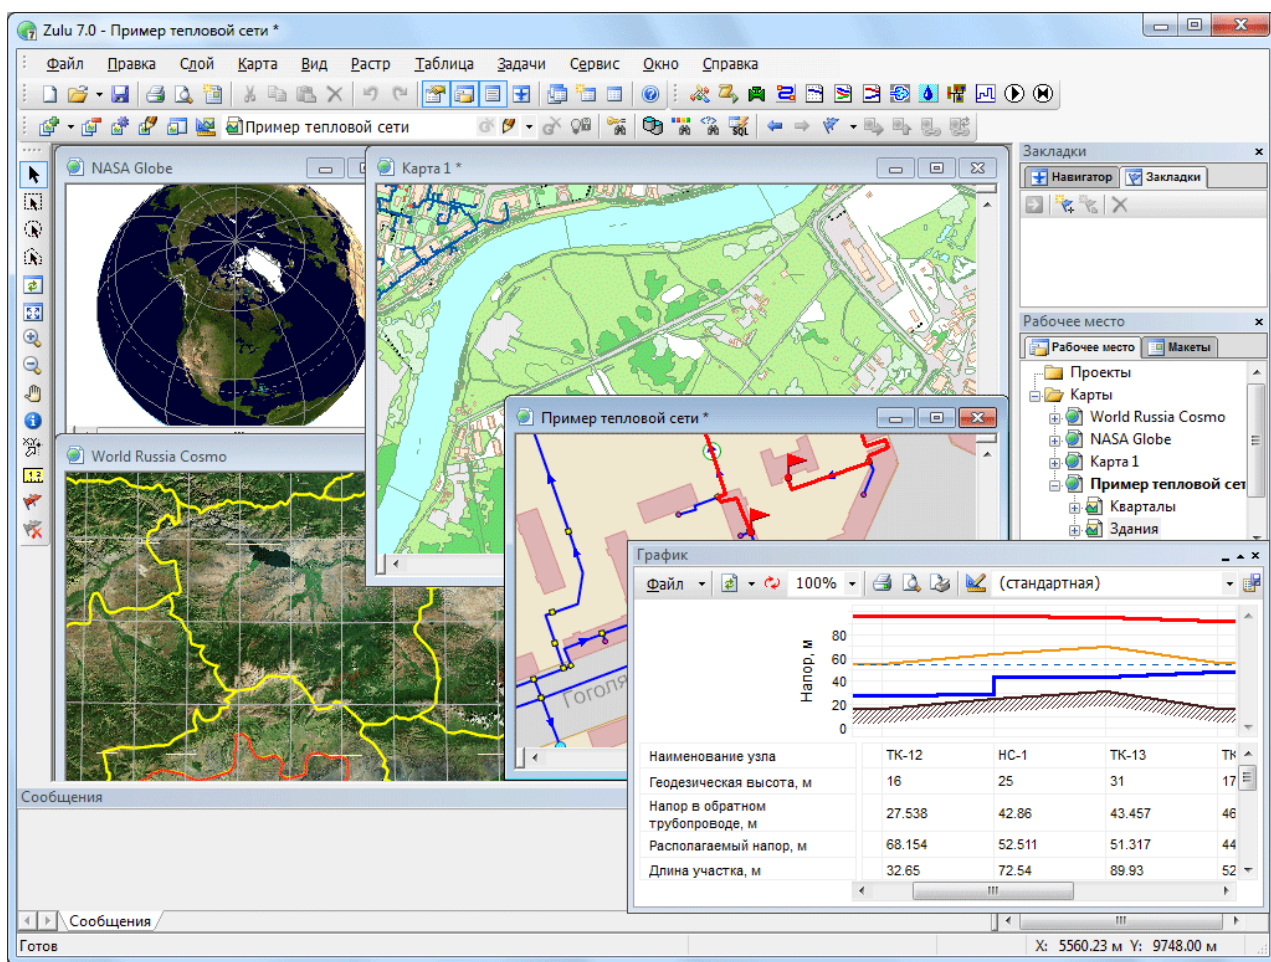 Zulu 7.0 - Пример тепловой сети *
Файл Правка Слой Карта Вид Растр Таблица Задачи Сервис Окно Справка
Пример тепловой сети
NASA Globe
Карта 1 *
World Russia Cosmo
Пример тепловой сети *
Гоголя
Закладки
Навигатор Закладки
Рабочее место
Рабочее место Макеты
Проекты
Карты
World Russia Cosmo
NASA Globe
Карта 1
Пример тепловой сет
Кварталы
Здания
График
Файл 100% (стандартная)
Напор, м
80
60
40
20
0
Наименование узла ТК-12 НС-1 ТК-13 ТК
Геодезическая высота, м 16 25 31 17
Напор в обратном
трубопроводе, м 27.538 42.86 43.457 46
Располагаемый напор, м 68.154 52.511 51.317 44
Длина участка, м 32.65 72.54 89.93 52
Сообщения
Сообщения
Готов
X: 5560.23 м Y: 9748.00 м